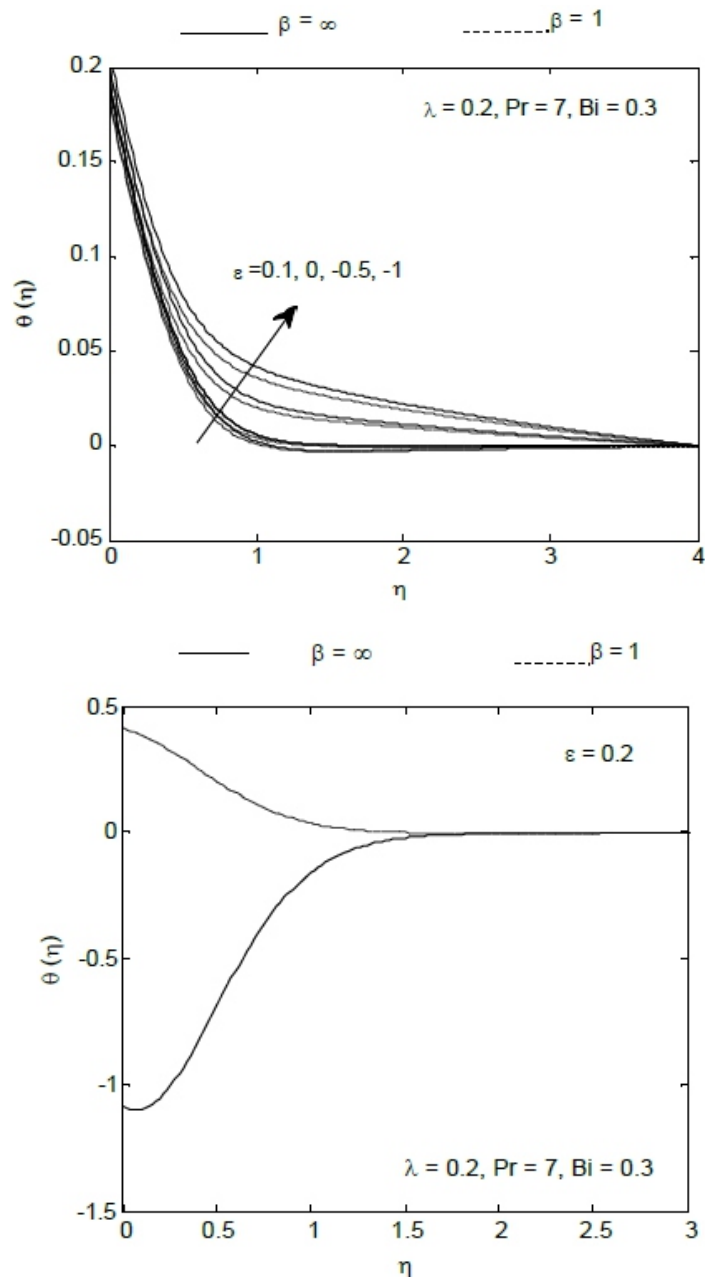 β = ∞ β = 1
0.2
λ = 0.2, Pr = 7, Bi = 0.3
0.15
0.1
ε =0.1, 0, -0.5, -1
θ (η)
0.05
0
-0.05
0 1 2 3 4
η
β = ∞ β = 1
0.5
ε = 0.2
0
θ (η)
-0.5
-1
λ = 0.2, Pr = 7, Bi = 0.3
-1.5
0 0.5 1 1.5 2 2.5 3
η